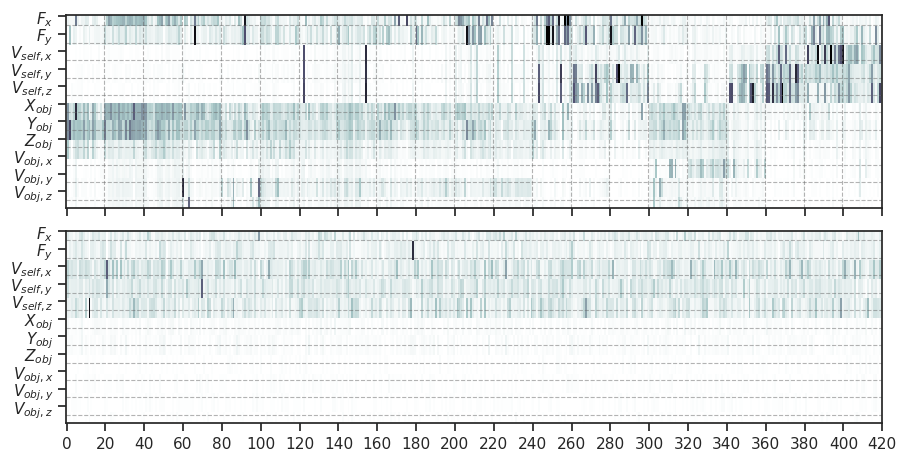 F_x
F_y
V_self,x
V_self,y
V_self,z
X_obj
Y_obj
Z_obj
V_obj,x
V_obj,y
V_obj,z
F_x
F_y
V_self,x
V_self,y
V_self,z
X_obj
Y_obj
Z_obj
V_obj,x
V_obj,y
V_obj,z
0 20 40 60 80 100 120 140 160 180 200 220 240 260 280 300 320 340 360 380 400 420